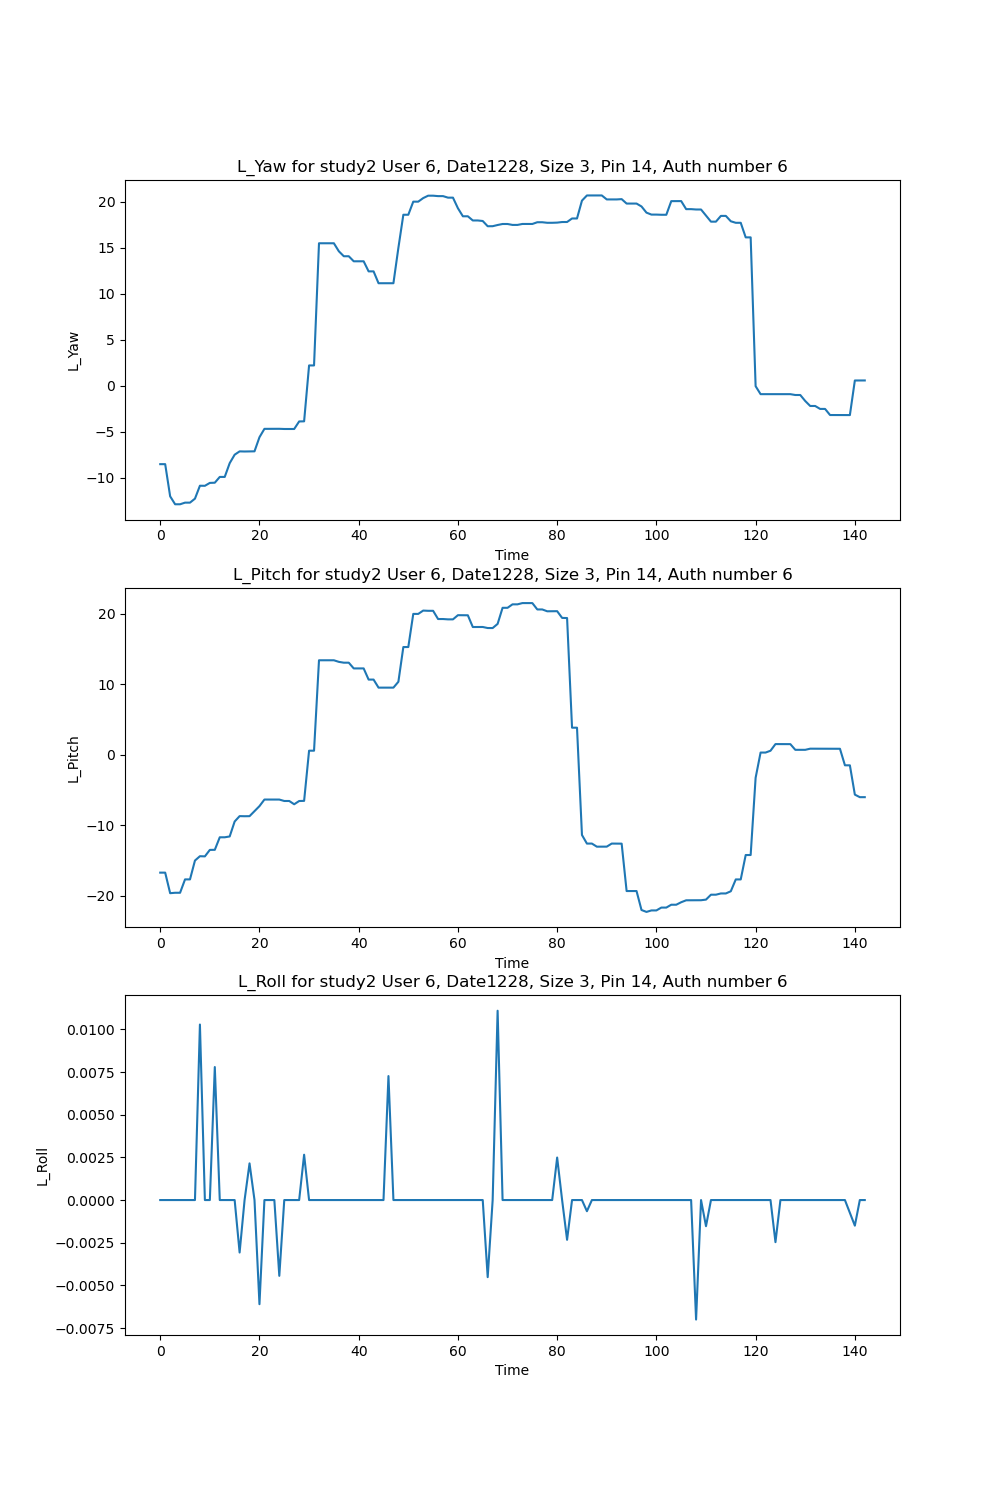 L_Yaw for study2 User 6, Date1228, Size 3, Pin 14, Auth number 6
20
15
10
5
0
−5
−10
L_Yaw
0 20 40 60 80 100 120 140
Time
L_Pitch for study2 User 6, Date1228, Size 3, Pin 14, Auth number 6
20
10
0
−10
−20
L_Pitch
0 20 40 60 80 100 120 140
Time
L_Roll for study2 User 6, Date1228, Size 3, Pin 14, Auth number 6
0.0100
0.0075
0.0050
0.0025
0.0000
−0.0025
−0.0050
−0.0075
L_Roll
0 20 40 60 80 100 120 140
Time